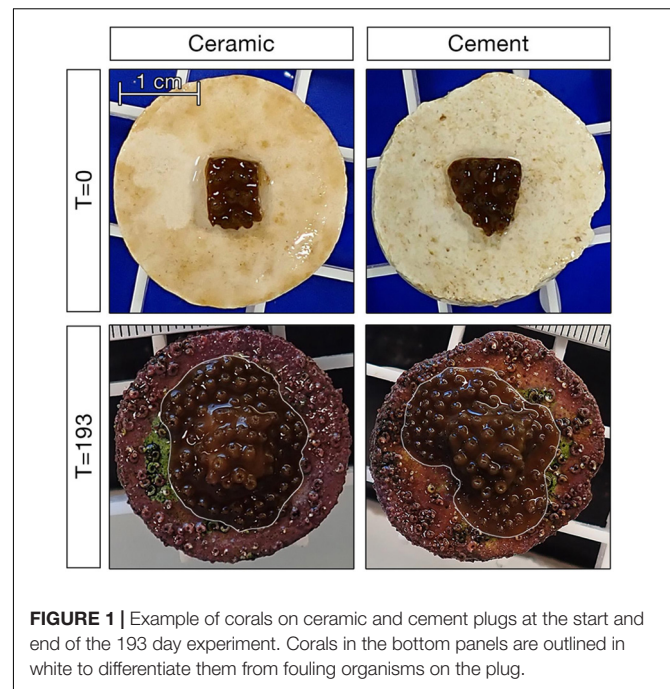 Ceramic
Cement
1 cm
T=0
T=193
FIGURE 1 | Example of corals on ceramic and cement plugs at the start and
end of the 193 day experiment. Corals in the bottom panels are outlined in
white to differentiate them from fouling organisms on the plug.